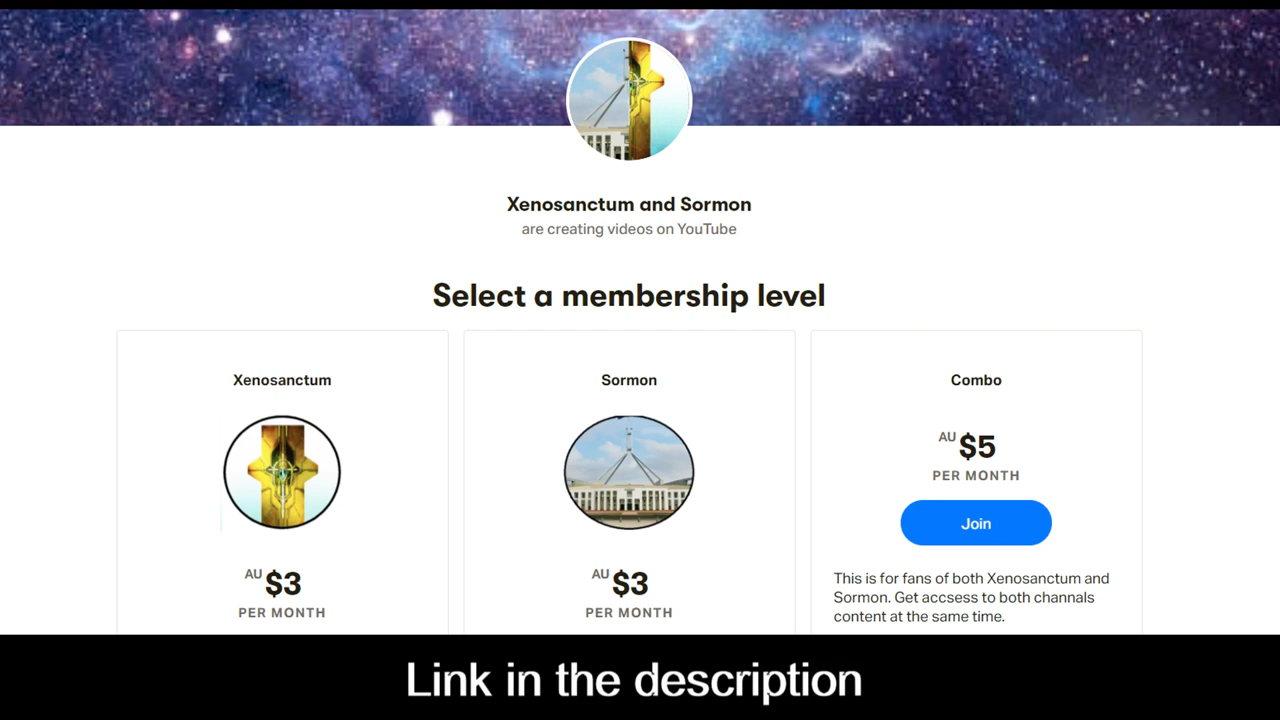 Xenosanctum and Sormon
are creating videos on YouTube
Select a membership level
Xenosanctum
AU $3
PER MONTH
Sormon
AU $3
PER MONTH
Combo
AU $5
PER MONTH
Join
This is for fans of both Xenosanctum and
Sormon. Get accsess to both channals
content at the same time.
Link in the description